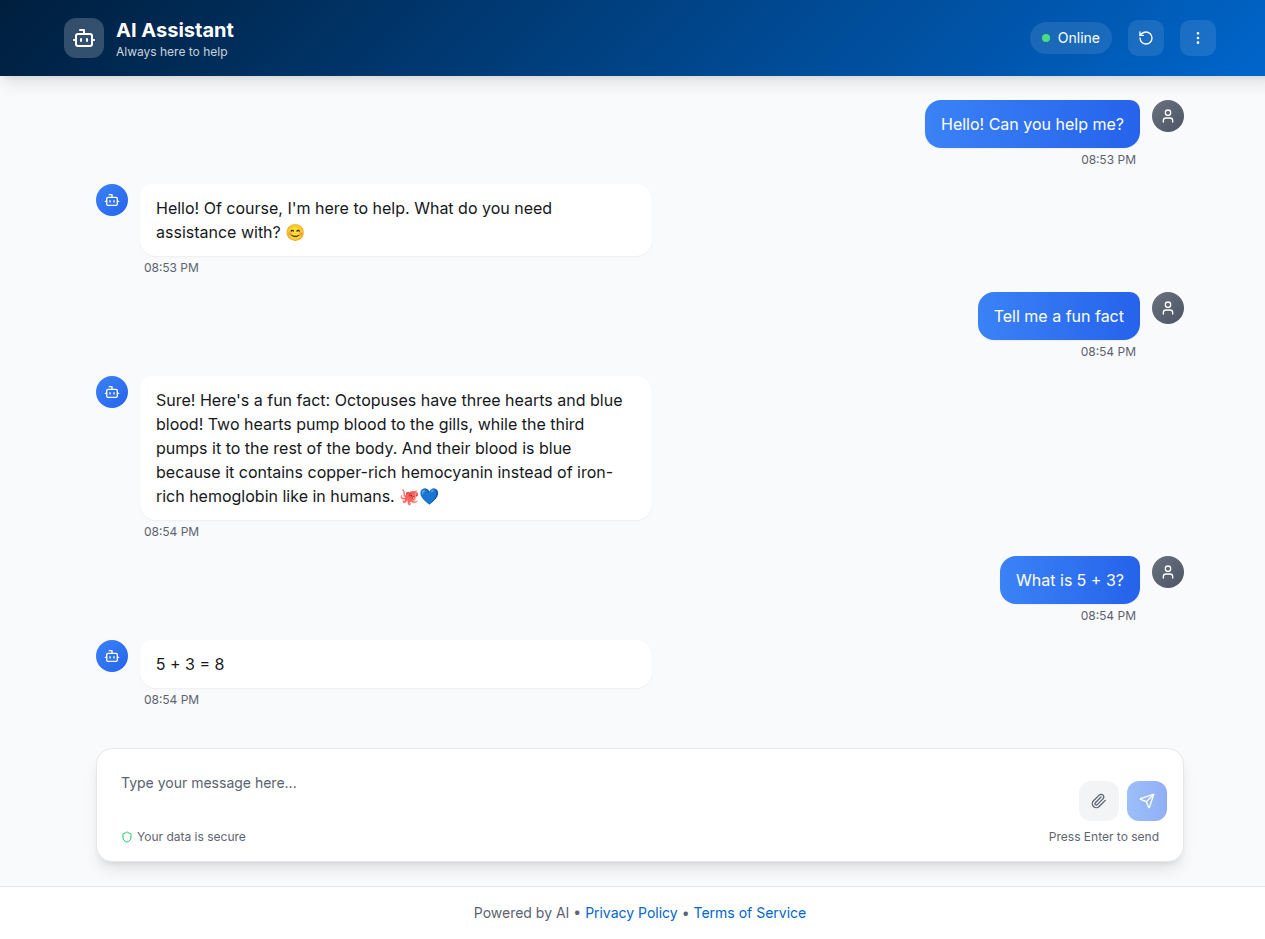 AI Assistant
Always here to help
Online
Hello! Can you help me?
08:53 PM
Hello! Of course, I'm here to help. What do you need
assistance with? 😊
08:53 PM
Tell me a fun fact
08:54 PM
Sure! Here's a fun fact: Octopuses have three hearts and blue
blood! Two hearts pump blood to the gills, while the third
pumps it to the rest of the body. And their blood is blue
because it contains copper-rich hemocyanin instead of iron-
rich hemoglobin like in humans. 🐙💙
08:54 PM
What is 5 + 3?
08:54 PM
5 + 3 = 8
08:54 PM
Type your message here...
Your data is secure
Press Enter to send
Powered by AI • Privacy Policy • Terms of Service